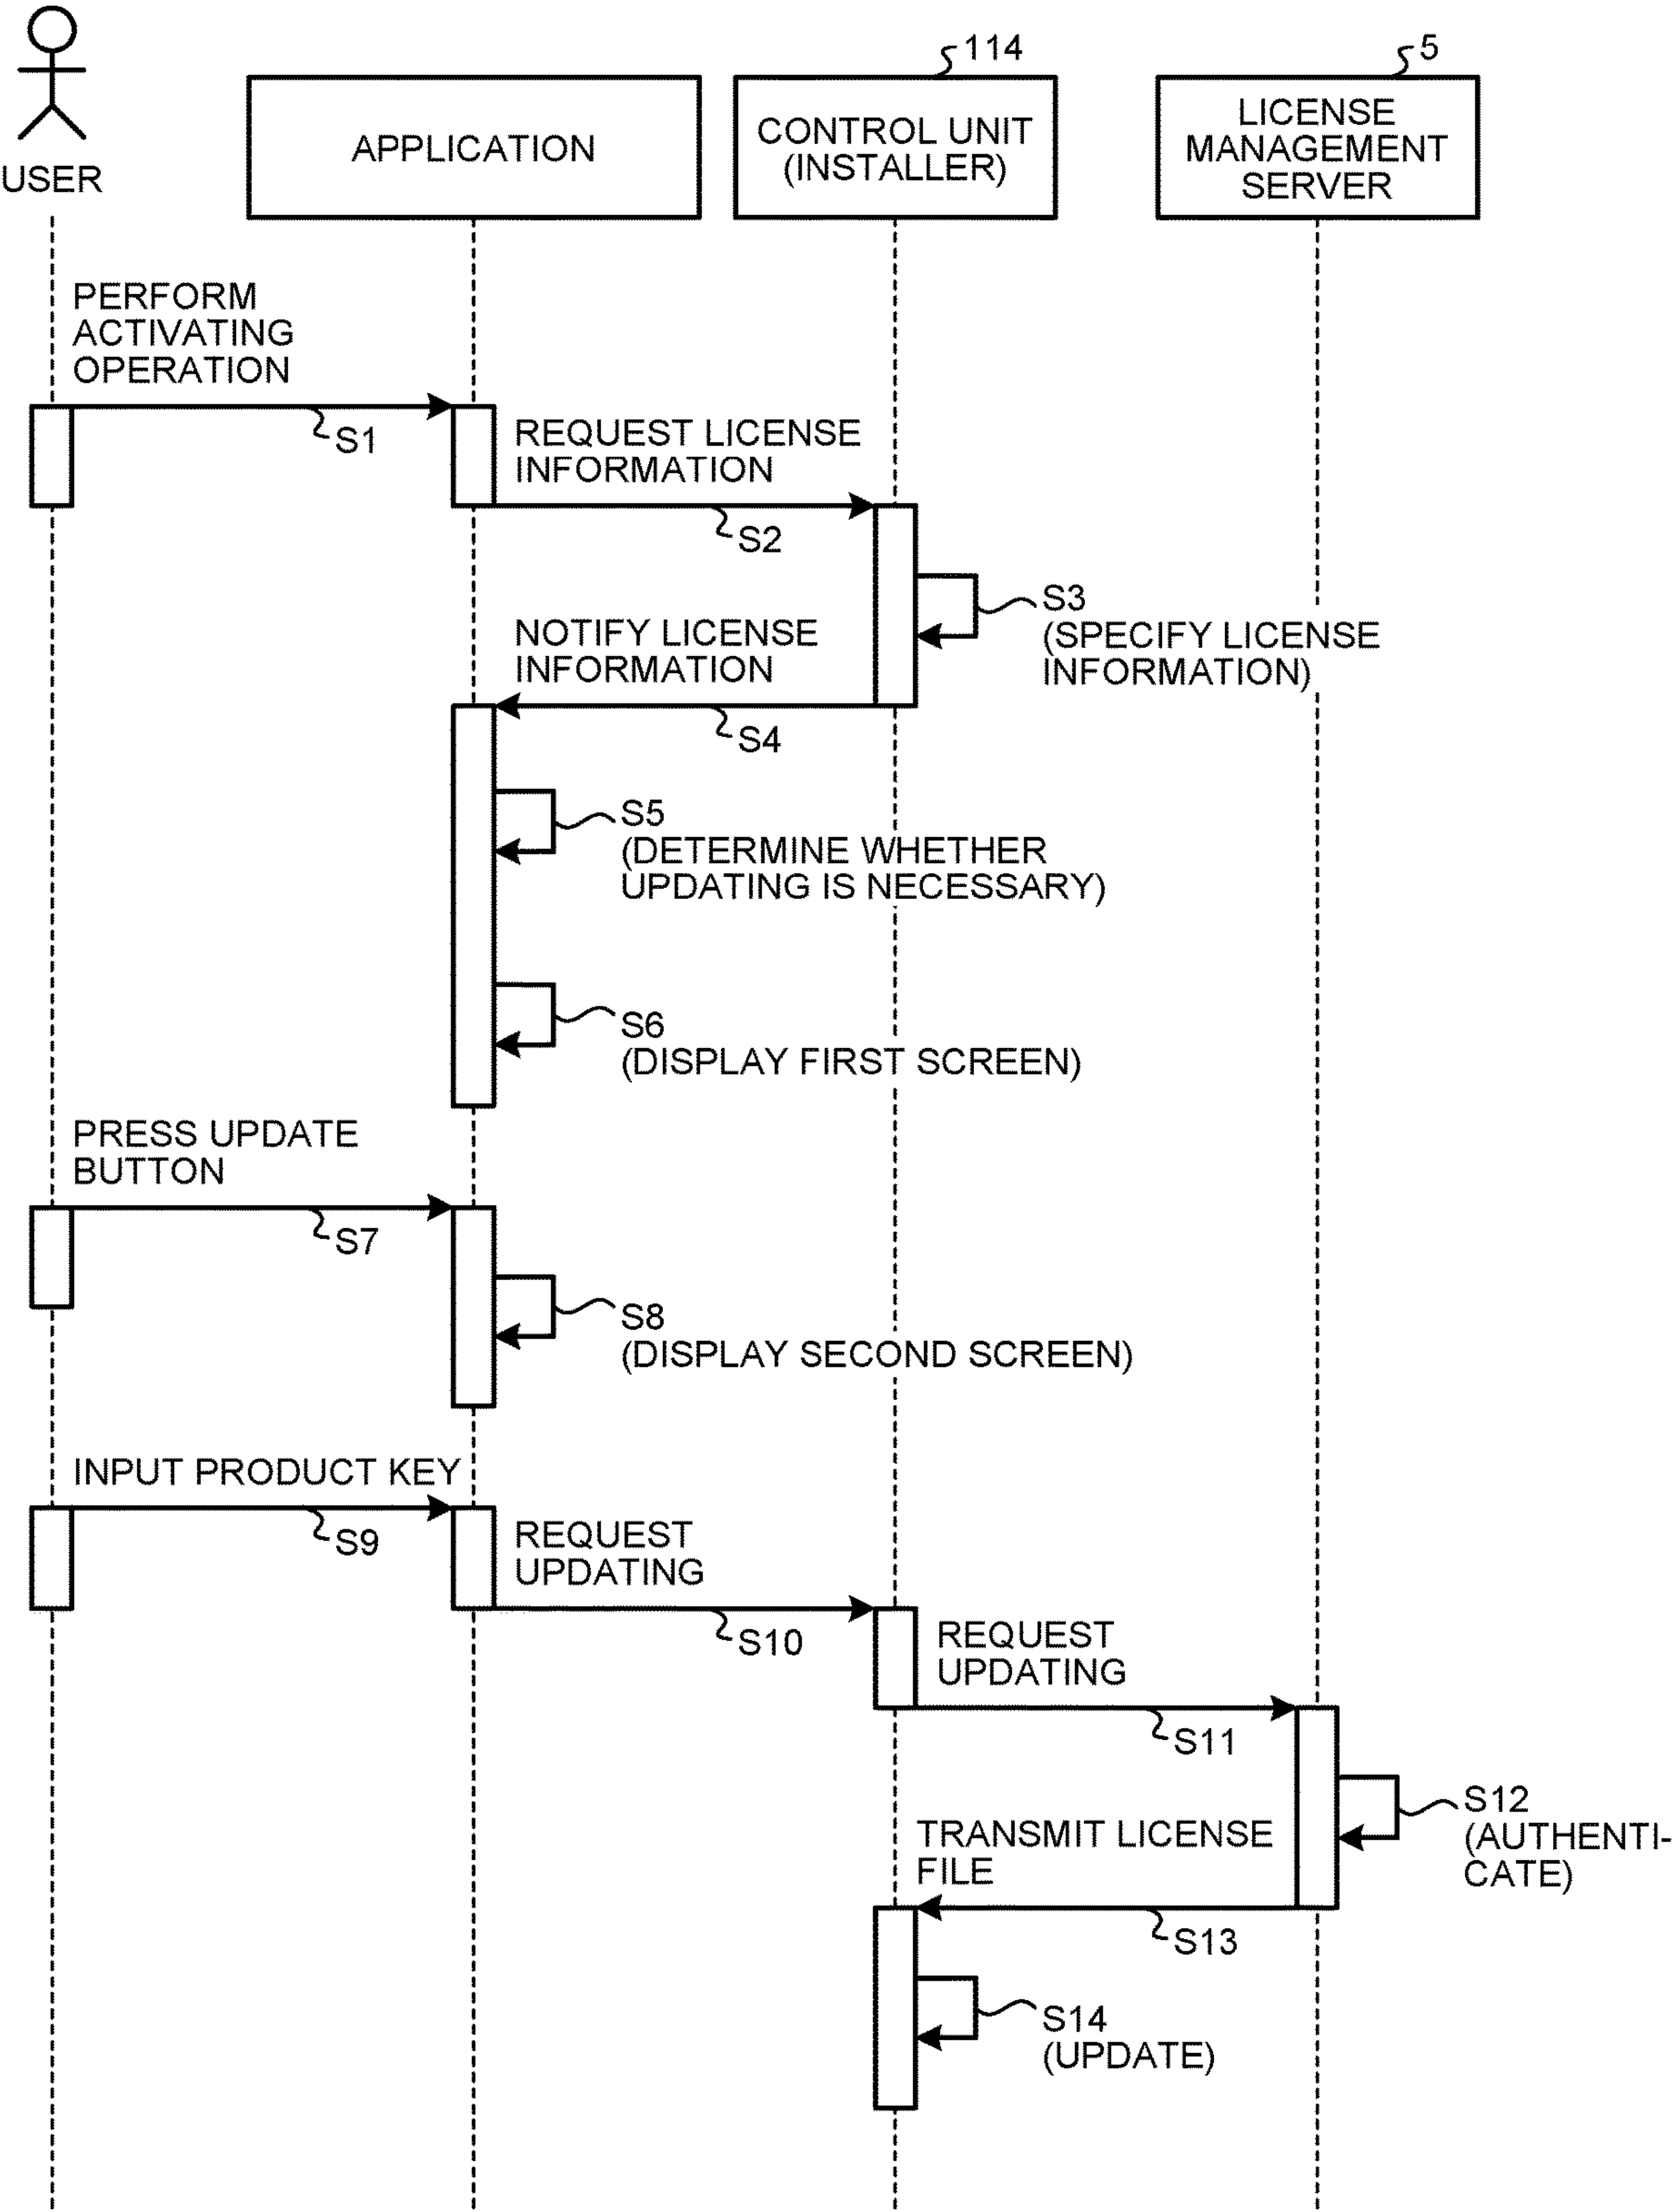 USER
APPLICATION
114
CONTROL UNIT
(INSTALLER)
5
LICENSE
MANAGEMENT
SERVER
PERFORM
ACTIVATING
OPERATION
S1
REQUEST LICENSE
INFORMATION
S2
S3
(SPECIFY LICENSE
INFORMATION)
NOTIFY LICENSE
INFORMATION
S4
S5
(DETERMINE WHETHER
UPDATING IS NECESSARY)
S6
(DISPLAY FIRST SCREEN)
PRESS UPDATE
BUTTON
S7
S8
(DISPLAY SECOND SCREEN)
INPUT PRODUCT KEY
S9
REQUEST
UPDATING
S10
REQUEST
UPDATING
S11
S12
(AUTHENTI-
CATE)
TRANSMIT LICENSE
FILE
S13
S14
(UPDATE)